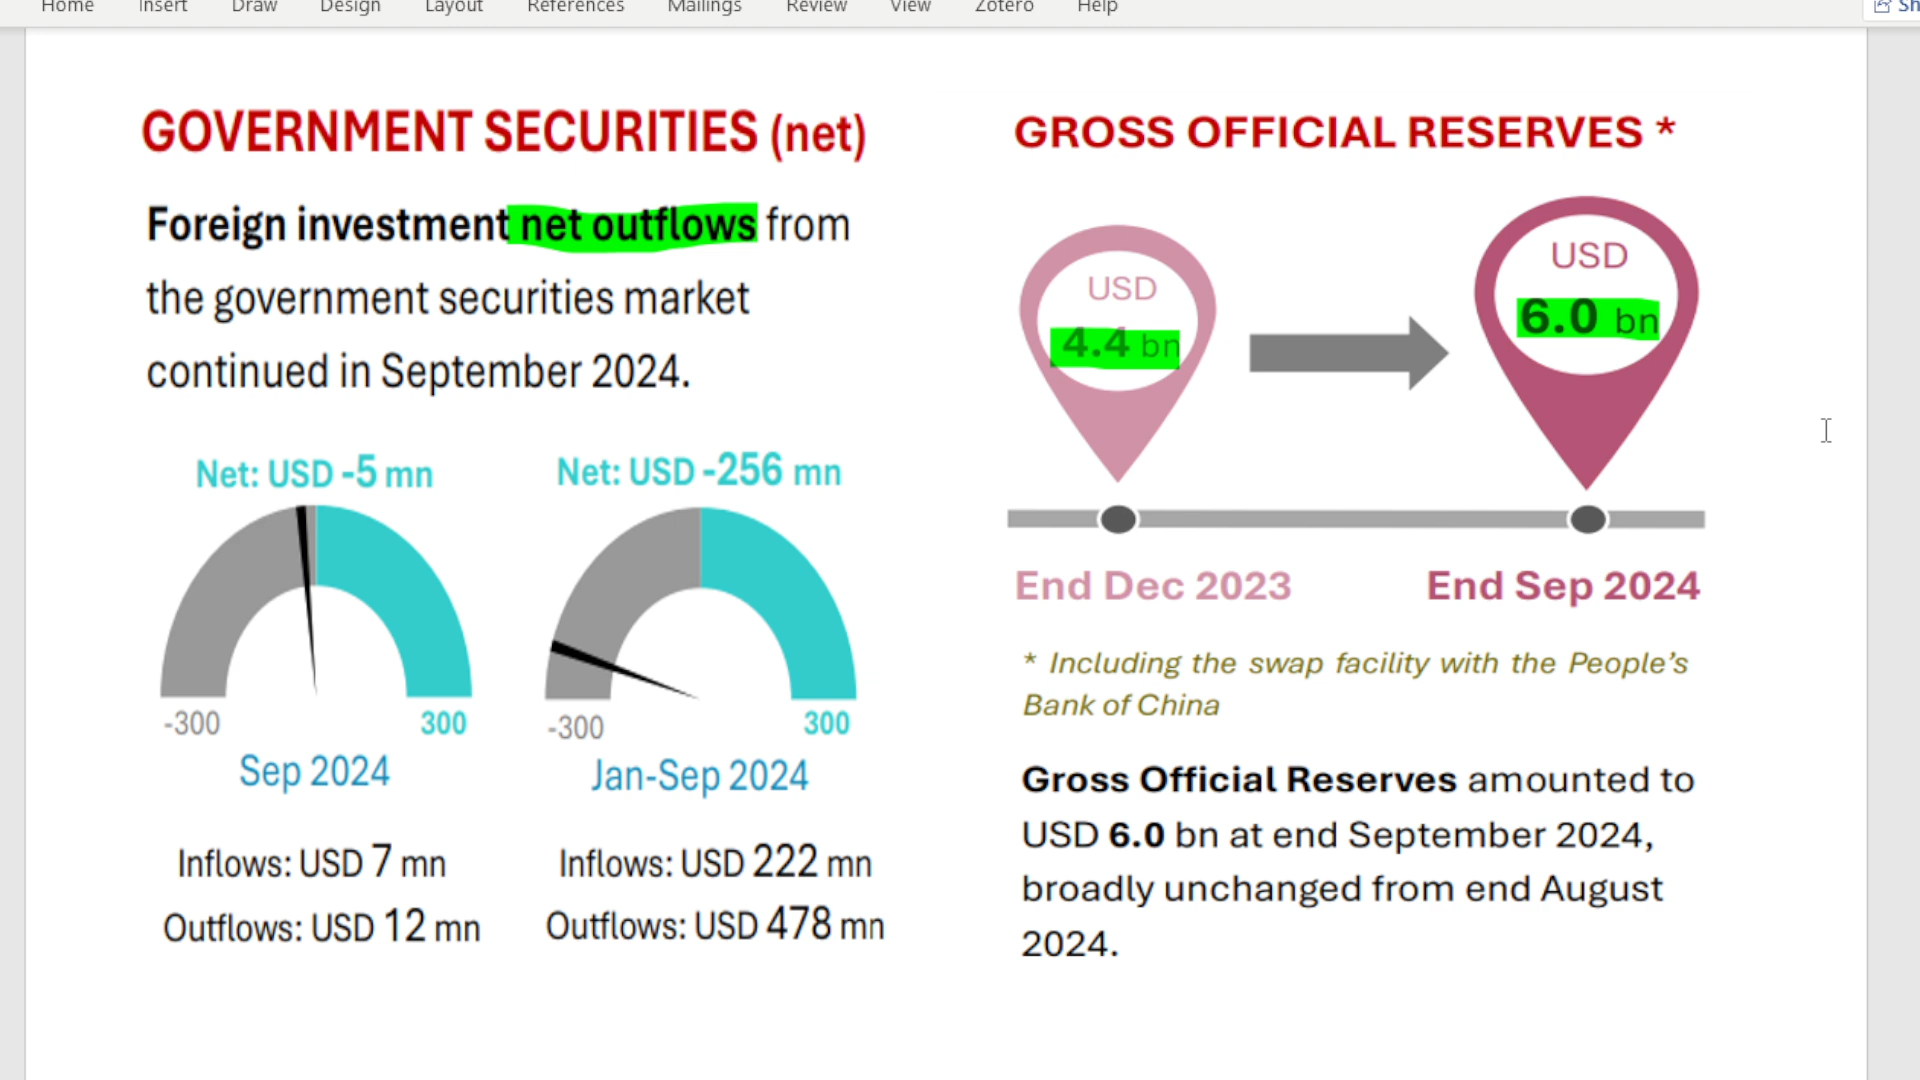 Home Insert Draw Design Layout References Mailings Review View Zotero Help Sh
GOVERNMENT SECURITIES (net)
Foreign investment net outflows from
the government securities market
continued in September 2024.
Net: USD -5 mn
Net: USD -256 mn
-300
300
-300
300
Sep 2024
Jan-Sep 2024
Inflows: USD 7 mn
Inflows: USD 222 mn
Outflows: USD 12 mn
Outflows: USD 478 mn
GROSS OFFICIAL RESERVES *
USD
4.4 bn
USD
6.0 bn
End Dec 2023
End Sep 2024
* Including the swap facility with the People’s
Bank of China
Gross Official Reserves amounted to
USD 6.0 bn at end September 2024,
broadly unchanged from end August
2024.